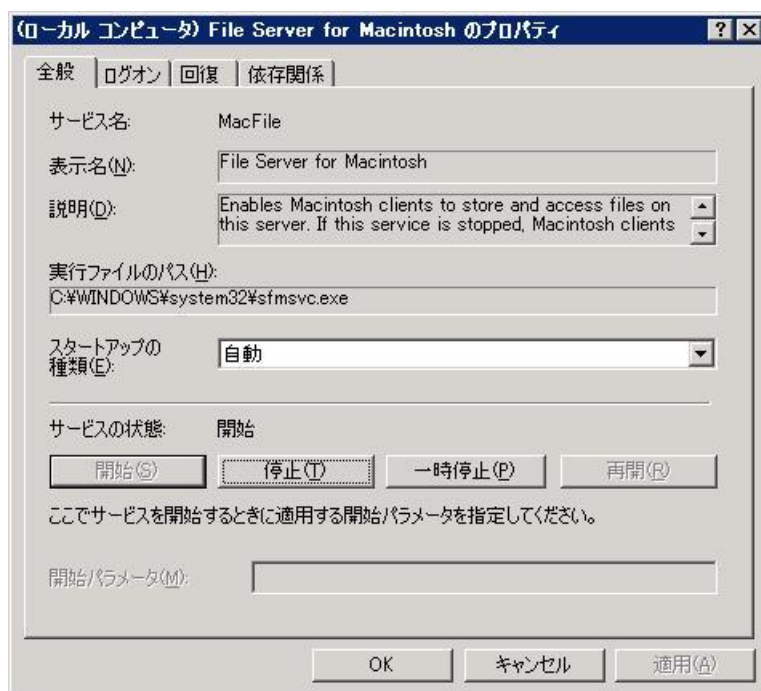 (ローカル コンピュータ) File Server for Macintosh のプロパティ
全般 ログオン 回復 依存関係
サービス名: MacFile
表示名(N): File Server for Macintosh
説明(D): Enables Macintosh clients to store and access files on
this server. If this service is stopped, Macintosh clients
実行ファイルのパス(H):
C:¥WINDOWS¥system32¥sfmsvc.exe
スタートアップの
種類(E): 自動
サービスの状態: 開始
開始(S) 停止(T) 一時停止(P) 再開(R)
ここでサービスを開始するときに適用する開始パラメータを指定してください。
開始パラメータ(M):
OK キャンセル 適用(A)